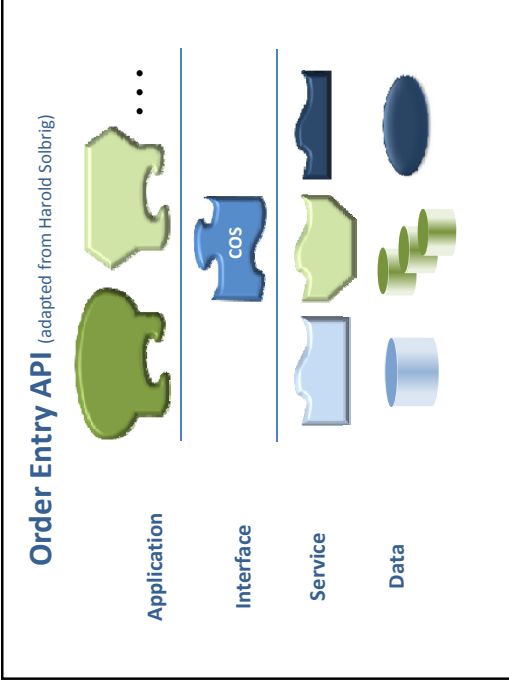 Order Entry API (adapted from Harold Solbrig)
Application
...
Interface
COS
Service
Data